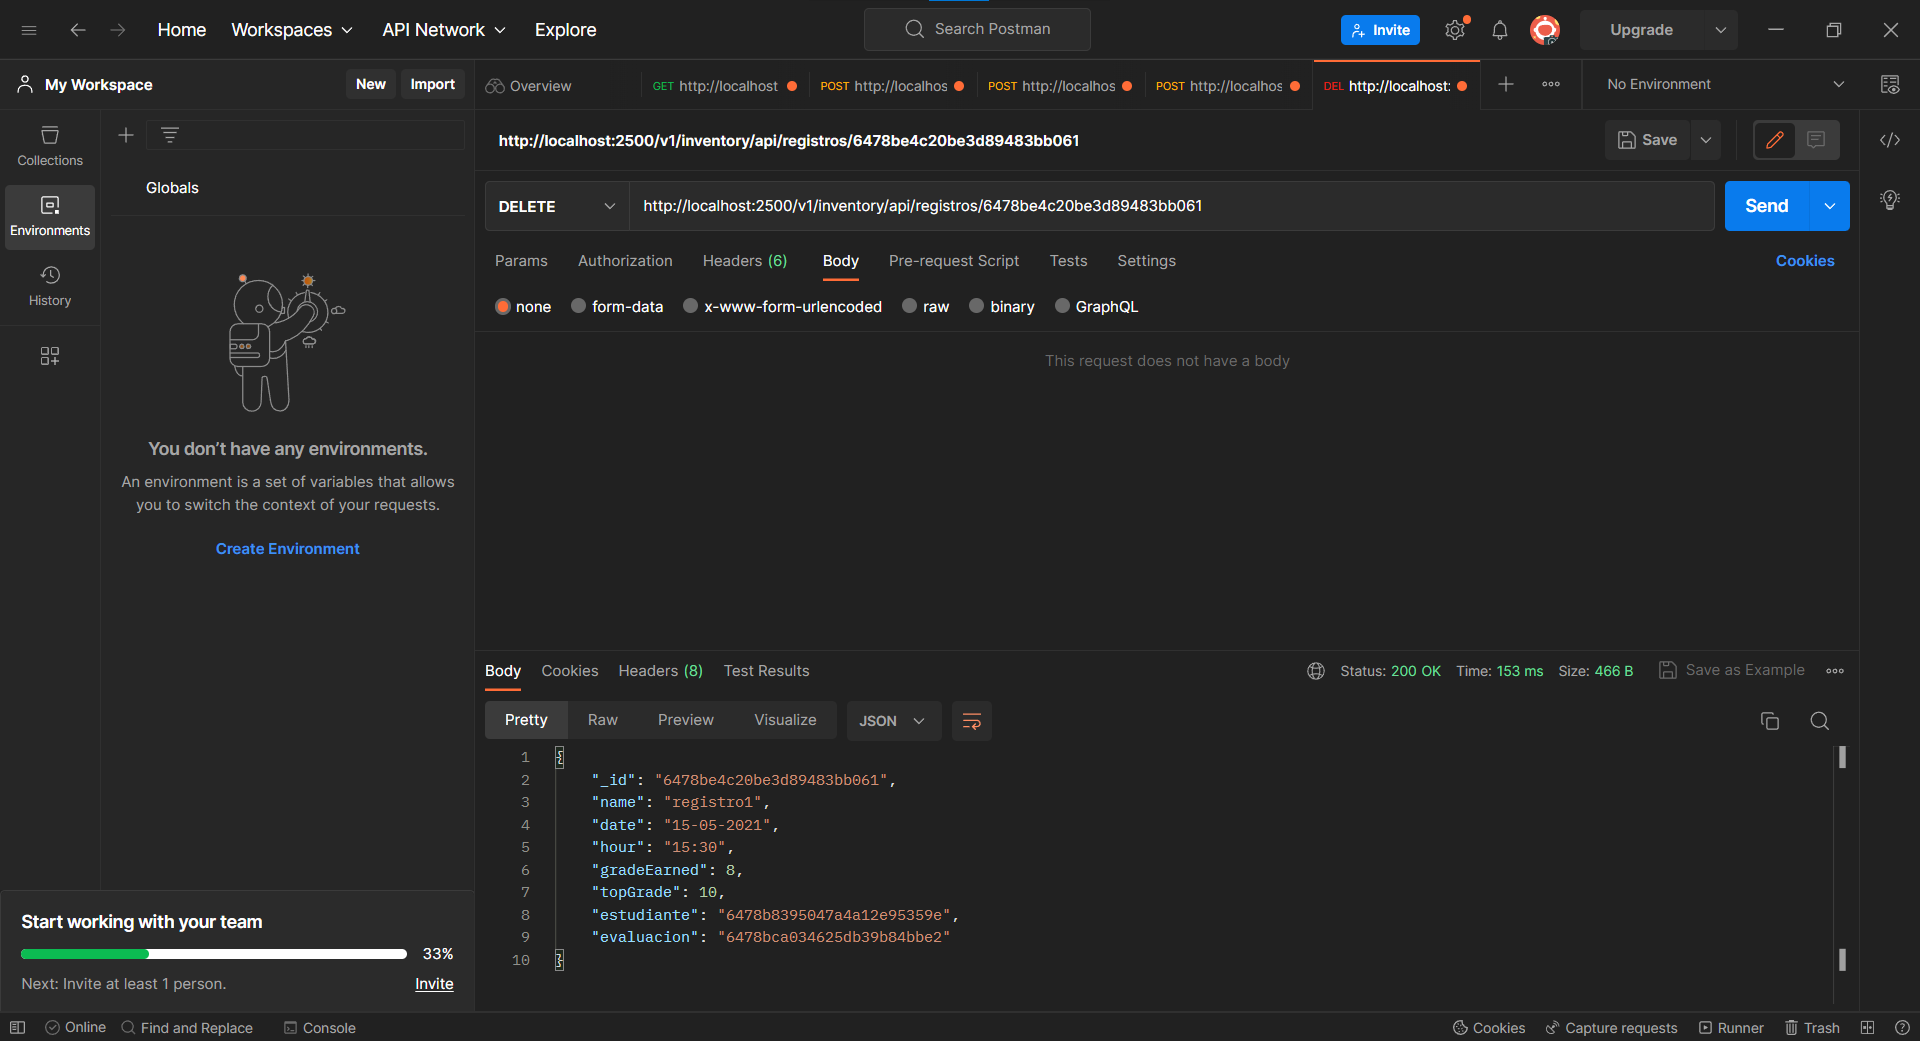 Home Workspaces API Network Explore Search Postman Invite Upgrade
My Workspace New Import Overview GET http://localhost POST http://localhos POST http://localhos POST http://localhos DEL http://localhost: No Environment
http://localhost:2500/v1/inventory/api/registros/6478be4c20be3d89483bb061 Save
Collections
Globals
DELETE http://localhost:2500/v1/inventory/api/registros/6478be4c20be3d89483bb061 Send
Environments
Params Authorization Headers (6) Body Pre-request Script Tests Settings Cookies
History
none form-data x-www-form-urlencoded raw binary GraphQL
This request does not have a body
You don't have any environments.
An environment is a set of variables that allows
you to switch the context of your requests.
Create Environment
Body Cookies Headers (8) Test Results Status: 200 OK Time: 153 ms Size: 466 B Save as Example
Pretty Raw Preview Visualize JSON
1 {
2 "_id": "6478be4c20be3d89483bb061",
3 "name": "registro1",
4 "date": "15-05-2021",
5 "hour": "15:30",
6 "gradeEarned": 8,
7 "topGrade": 10,
8 "estudiante": "6478b8395047a4a12e95359e",
9 "evaluacion": "6478bca034625db39b84bbe2"
10 }
Start working with your team
33%
Next: Invite at least 1 person. Invite
Online Find and Replace Console Cookies Capture requests Runner Trash